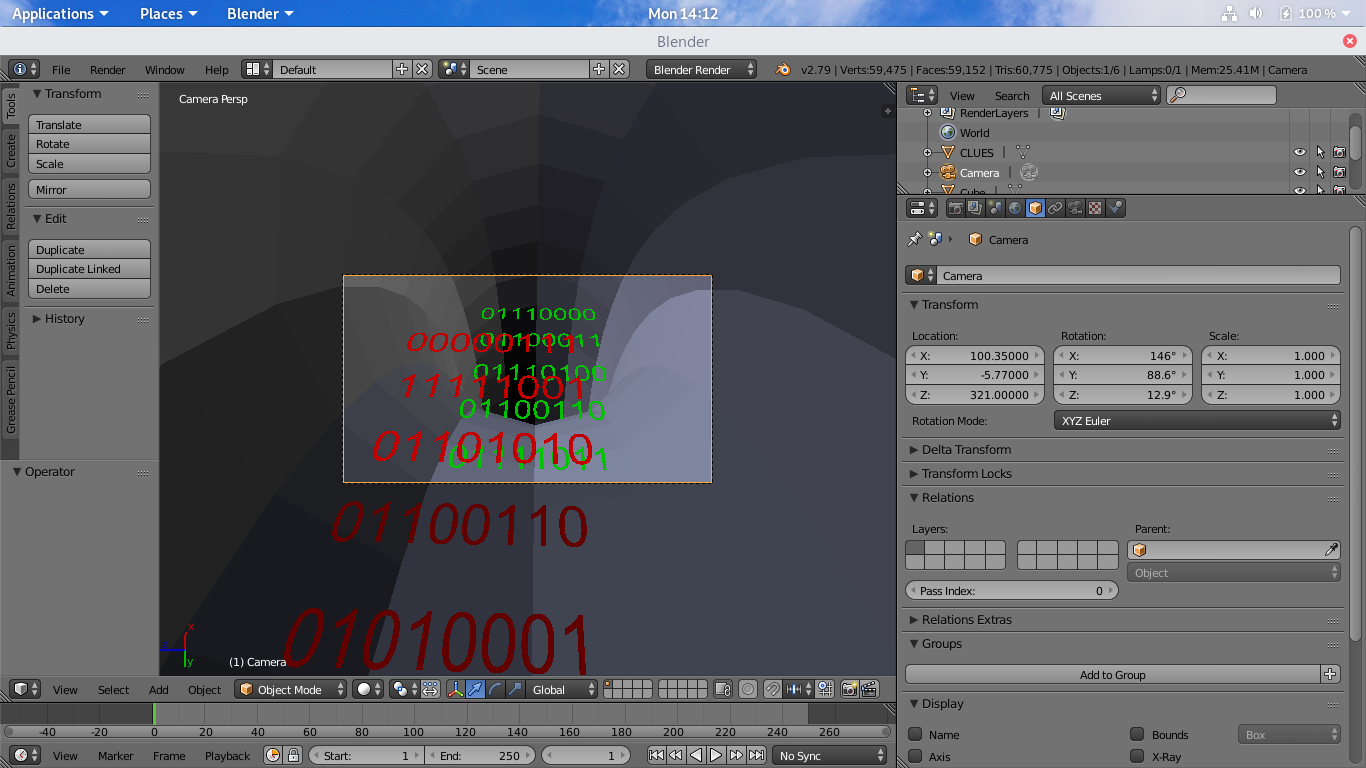 Applications Places Blender Mon 14:12 100 %
Blender
File Render Window Help Default Scene Blender Render v2.79 | Verts:59,475 | Faces:59,152 | Tris:60,775 | Objects:1/6 | Lamps:0/1 | Mem:25.41M | Camera
Tools
Create
Relations
Animation
Physics
Grease Pencil
Transform
Translate
Rotate
Scale
Mirror
Edit
Duplicate
Duplicate Linked
Delete
History
Operator
Camera Persp
01110000
01100011
00000111
01110100
11111001
01100110
01101010
01111011
01100110
01010001
x
y
(1) Camera
View Select Add Object Object Mode Global
-40 -20 0 20 40 60 80 100 120 140 160 180 200 220 240 260
View Marker Frame Playback Start: 1 End: 250 1 No Sync
View Search All Scenes
RenderLayers |
World
CLUES |
Camera |
Cube |
Camera
Camera
Transform
Location: Rotation: Scale:
X: 100.35000 X: 146° X: 1.000
Y: -5.77000 Y: 88.6° Y: 1.000
Z: 321.00000 Z: 12.9° Z: 1.000
Rotation Mode: XYZ Euler
Delta Transform
Transform Locks
Relations
Layers: Parent:
Object
Pass Index: 0
Relations Extras
Groups
Add to Group
Display
Name Bounds Box
Axis X-Ray